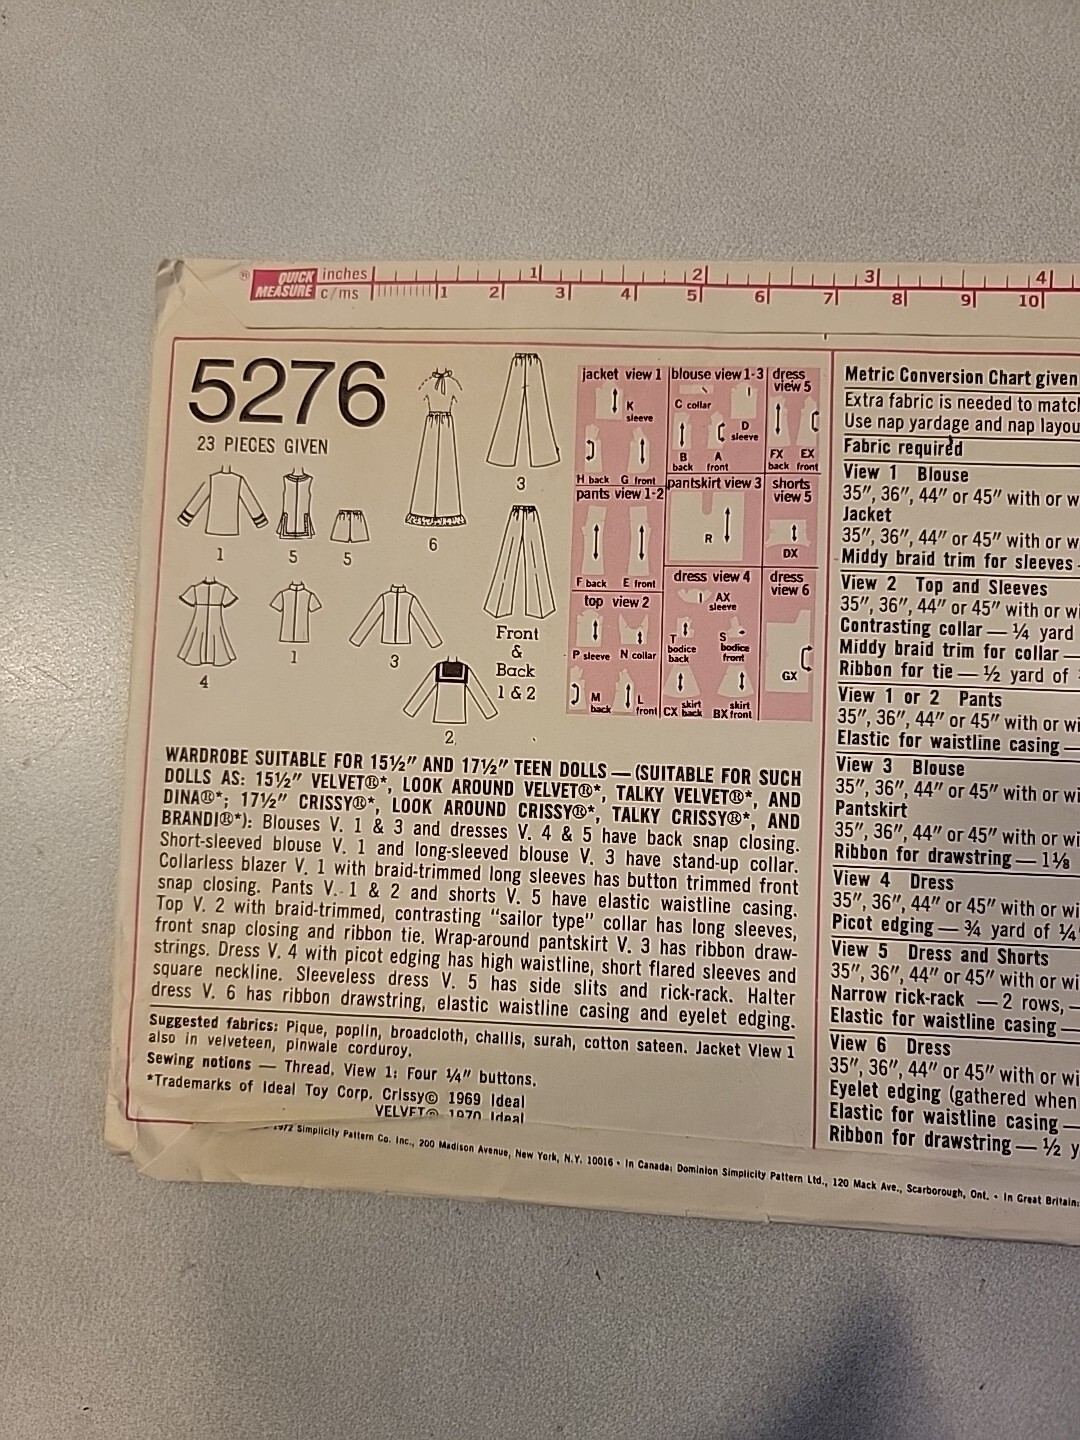 ® QUICK MEASURE inches 1 2 3 4
c/ms 1 2 3 4 5 6 7 8 9 10
5276
23 PIECES GIVEN
1
5
5
6
3
4
1
3
2
Front
&
Back
1 & 2
jacket view 1
K
sleeve
H back G front
blouse view 1-3
C collar
D
sleeve
B
back
A
front
dress
view 5
FX
back
EX
front
pants view 1-2
F back E front
pantskirt view 3
R
shorts
view 5
DX
top view 2
P sleeve N collar
M
back
L
front
dress view 4
AX
sleeve
T
bodice
back
S
bodice
front
CX skirt back
BX skirt front
dress
view 6
GX
WARDROBE SUITABLE FOR 15½" AND 17½" TEEN DOLLS — (SUITABLE FOR SUCH
DOLLS AS: 15½" VELVET®*, LOOK AROUND VELVET®*, TALKY VELVET®*, AND
DINA®*; 17½" CRISSY®*, LOOK AROUND CRISSY®*, TALKY CRISSY®*, AND
BRANDI®*): Blouses V. 1 & 3 and dresses V. 4 & 5 have back snap closing.
Short-sleeved blouse V. 1 and long-sleeved blouse V. 3 have stand-up collar.
Collarless blazer V. 1 with braid-trimmed long sleeves has button trimmed front
snap closing. Pants V. 1 & 2 and shorts V. 5 have elastic waistline casing.
Top V. 2 with braid-trimmed, contrasting "sailor type" collar has long sleeves,
front snap closing and ribbon tie. Wrap-around pantskirt V. 3 has ribbon draw-
strings. Dress V. 4 with picot edging has high waistline, short flared sleeves and
square neckline. Sleeveless dress V. 5 has side slits and rick-rack. Halter
dress V. 6 has ribbon drawstring, elastic waistline casing and eyelet edging.
Suggested fabrics: Pique, poplin, broadcloth, challis, surah, cotton sateen. Jacket View 1
also in velveteen, pinwale corduroy.
Sewing notions — Thread, View 1: Four ¼" buttons.
*Trademarks of Ideal Toy Corp. Crissy© 1969 Ideal
VELVET© 1970 Ideal
1972 Simplicity Pattern Co. Inc., 200 Madison Avenue, New York, N.Y. 10016 • In Canada: Dominion Simplicity Pattern Ltd., 120 Mack Ave., Scarborough, Ont. • In Great Britain:
Metric Conversion Chart given
Extra fabric is needed to match
Use nap yardage and nap layou
Fabric required
View 1 Blouse
35", 36", 44" or 45" with or w
Jacket
35", 36", 44" or 45" with or w
Middy braid trim for sleeves
View 2 Top and Sleeves
35", 36", 44" or 45" with or wi
Contrasting collar — ¼ yard
Middy braid trim for collar —
Ribbon for tie — ½ yard of
View 1 or 2 Pants
35", 36", 44" or 45" with or wi
Elastic for waistline casing —
View 3 Blouse
35", 36", 44" or 45" with or wi
Pantskirt
35", 36", 44" or 45" with or wi
Ribbon for drawstring — 1⅛
View 4 Dress
35", 36", 44" or 45" with or wi
Picot edging — ¾ yard of ¼"
View 5 Dress and Shorts
35", 36", 44" or 45" with or wi
Narrow rick-rack — 2 rows,
Elastic for waistline casing —
View 6 Dress
35", 36", 44" or 45" with or wi
Eyelet edging (gathered when
Elastic for waistline casing —
Ribbon for drawstring — ½ y